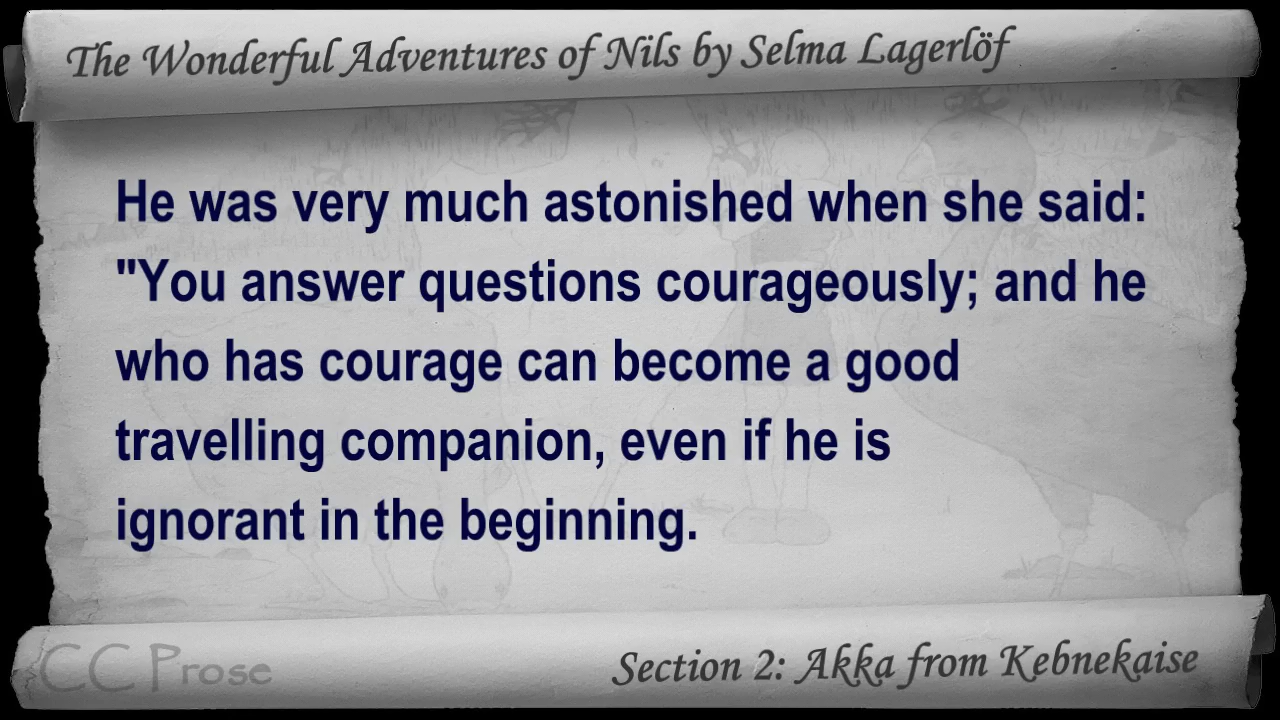 The Wonderful Adventures of Nils by Selma Lagerlöf
He was very much astonished when she said:
"You answer questions courageously; and he
who has courage can become a good
travelling companion, even if he is
ignorant in the beginning.
CC Prose
Section 2: Akka from Kebnekaise